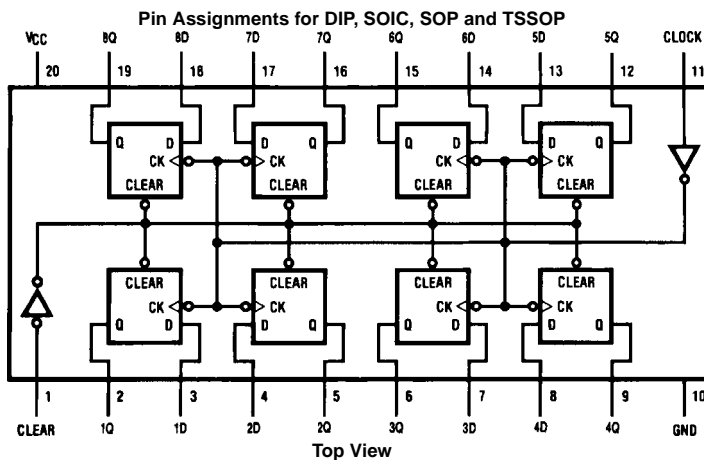 Pin Assignments for DIP, SOIC, SOP and TSSOP
VCC 8Q 8D 7D 7Q 6Q 6D 5D 5Q CLOCK
20 19 18 17 16 15 14 13 12 11
Q D D Q Q D D Q
CK CK CK CK
CLEAR CLEAR CLEAR CLEAR
CLEAR CLEAR CLEAR CLEAR
CK CK CK CK
Q D D Q Q D D Q
1 2 3 4 5 6 7 8 9 10
CLEAR 1Q 1D 2D 2Q 3Q 3D 4D 4Q GND
Top View